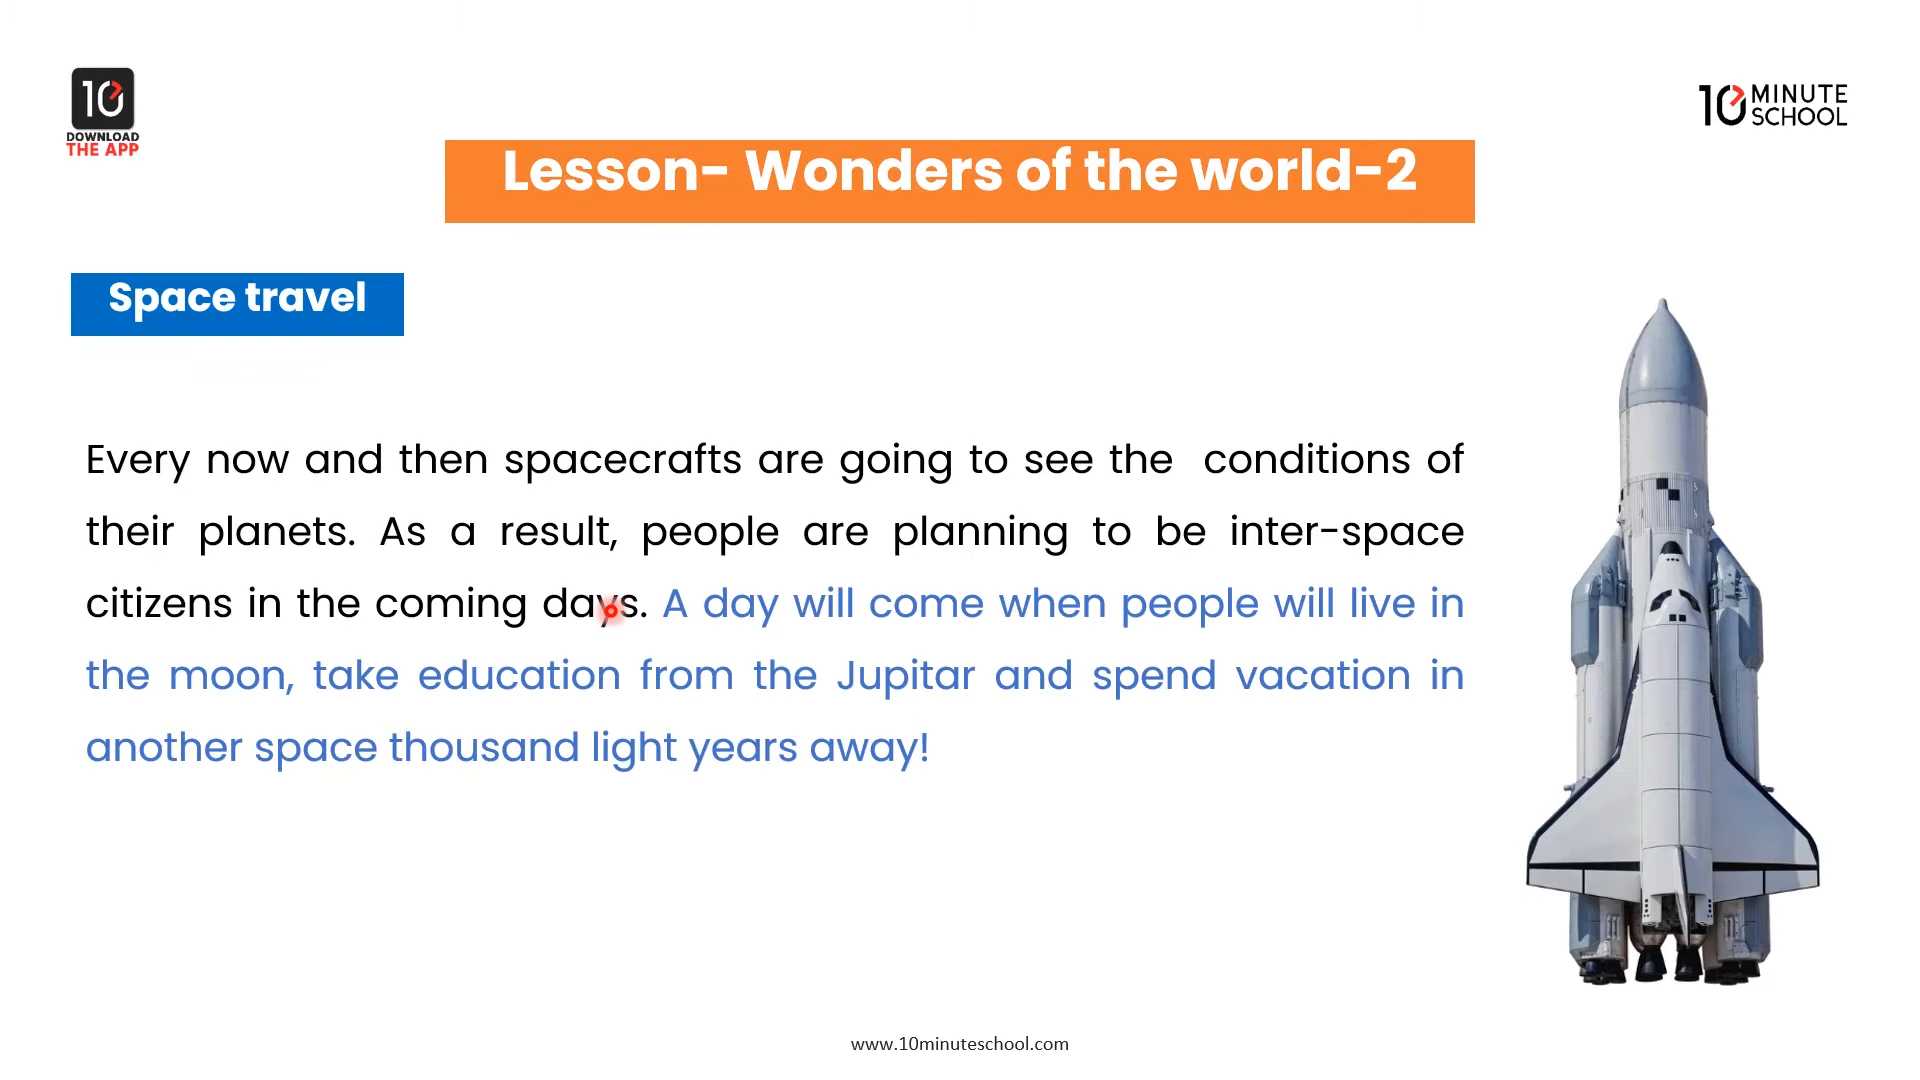 10
DOWNLOAD
THE APP
10 MINUTE
SCHOOL
Lesson- Wonders of the world-2
Space travel
Every now and then spacecrafts are going to see the conditions of
their planets. As a result, people are planning to be inter-space
citizens in the coming days. A day will come when people will live in
the moon, take education from the Jupitar and spend vacation in
another space thousand light years away!
www.10minuteschool.com